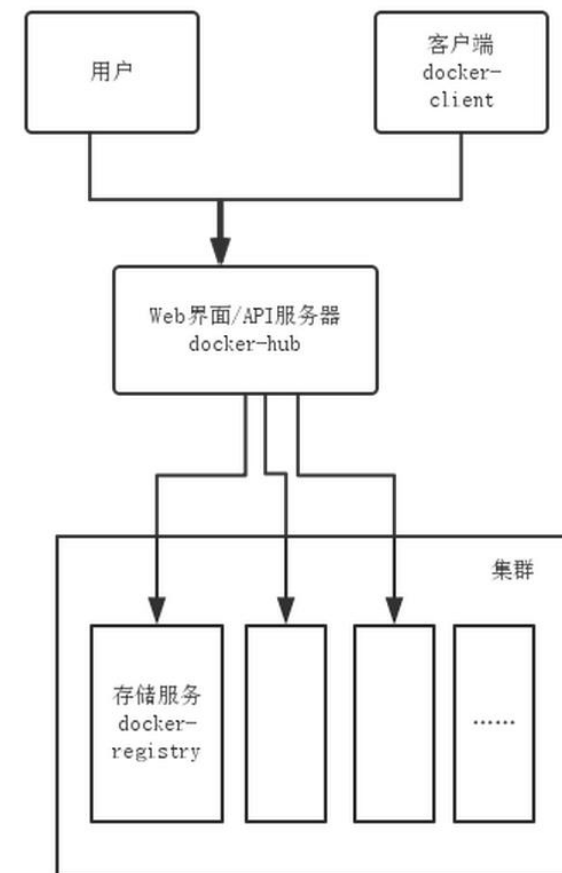 用户
客户端
docker-
client
Web界面/API服务器
docker-hub
集群
存储服务
docker-
registry
……